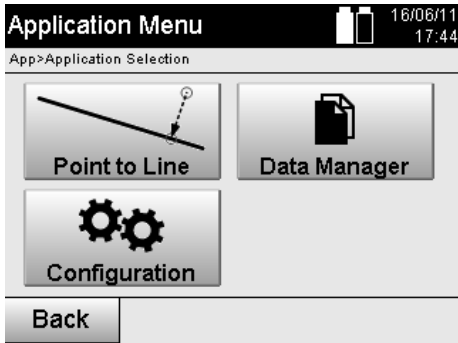 Application Menu
16/06/11
17:44
App>Application Selection
Point to Line
Data Manager
Configuration
Back